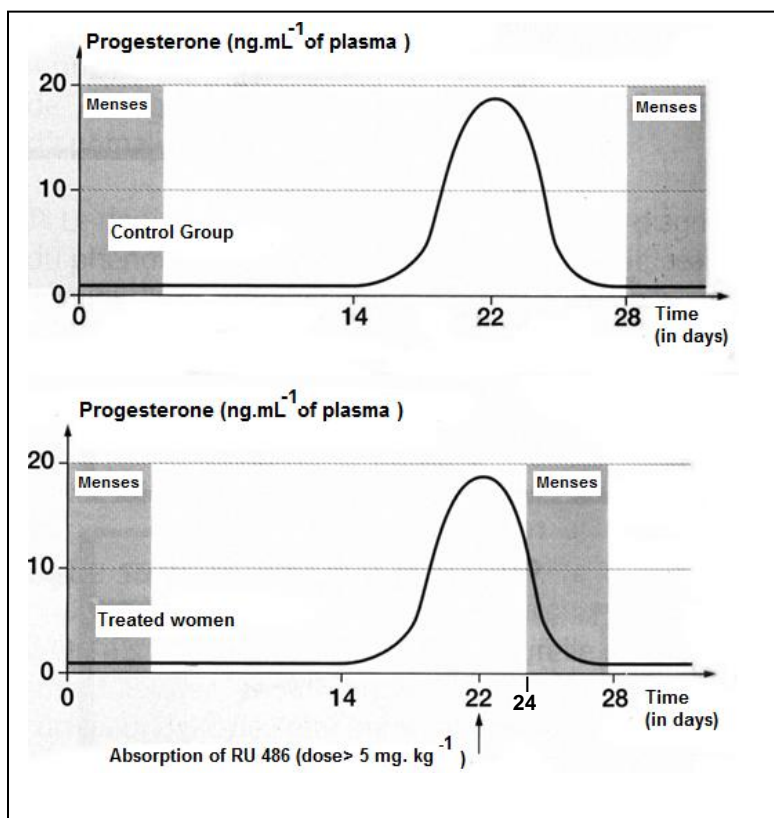 Progesterone (ng.mL-1 of plasma )
20
Menses
Menses
10
Control Group
0
0
14
22
28
Time
(in days)
Progesterone (ng.mL-1 of plasma )
20
Menses
Menses
10
Treated women
0
0
14
22
24
28
Time
(in days)
Absorption of RU 486 (dose> 5 mg. kg -1 )